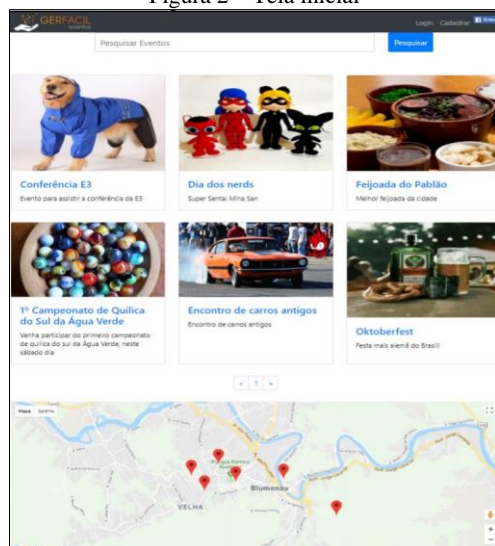 Figura 2 – Tela inicial
GERFACIL
eventos
Login Cadastrar
Pesquisar Eventos
Pesquisar
Conferência E3
Evento para assistir a conferência da E3
Dia dos nerds
Super Sentai Mina San
Feijoada do Pablão
Melhor feijoada da cidade
1º Campeonato de Quilica
do Sul da Água Verde
Venha participar do primeiro campeonato
de quilica do sul da Água Verde, neste
sábado dia
Encontro de carros antigos
Encontro de carros antigos
Oktoberfest
Festa mais alemã do Brasil!
« 1 »
Mapa Satélite
Blumenau
VELHA